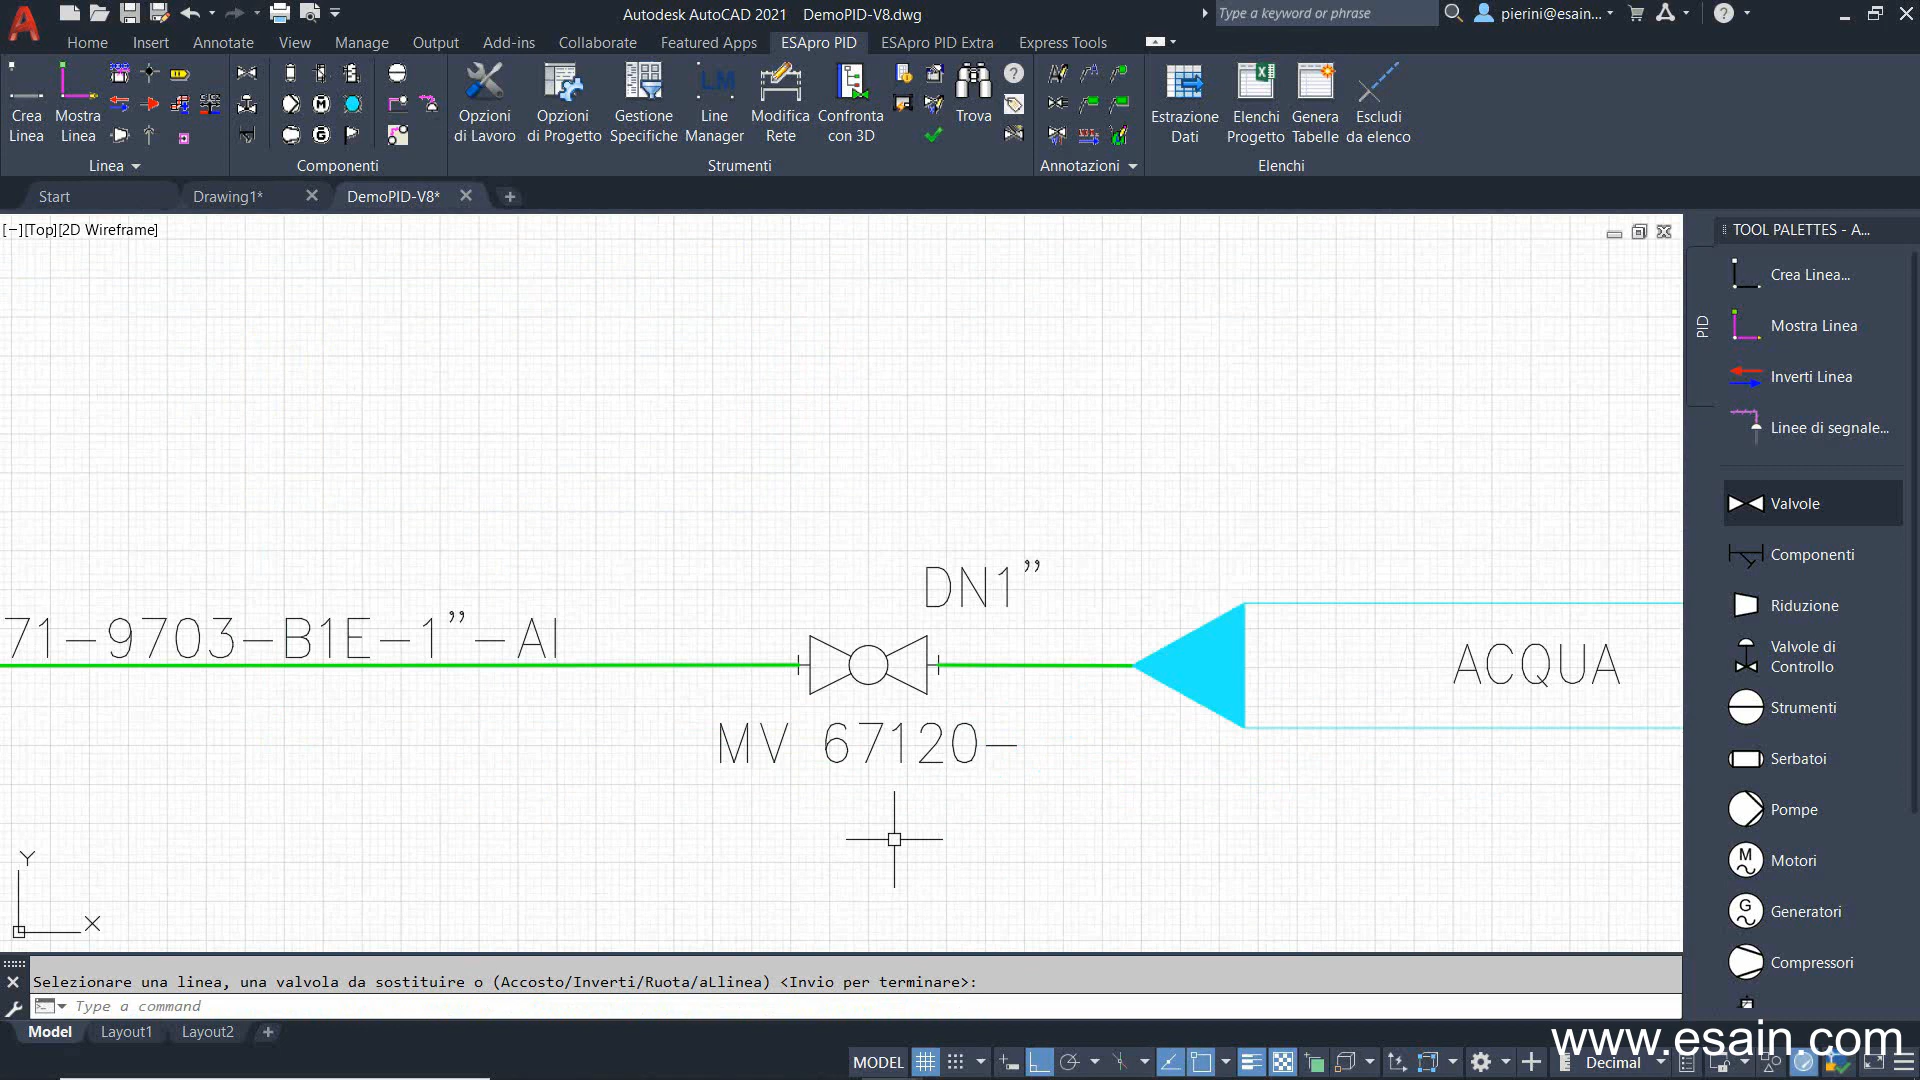 Autodesk AutoCAD 2021 DemoPID-V8.dwg
Type a keyword or phrase
pierini@esain...
Home Insert Annotate View Manage Output Add-ins Collaborate Featured Apps ESApro PID ESApro PID Extra Express Tools
Crea Linea
Mostra Linea
Opzioni di Lavoro
Opzioni di Progetto
Gestione Specifiche
LM
Line Manager
Modifica Rete
Confronta con 3D
Trova
Estrazione Dati
Elenchi Progetto
Genera Tabelle
Escludi da elenco
Linea
Componenti
Strumenti
Annotazioni
Elenchi
Start
Drawing1*
DemoPID-V8*
[−][Top][2D Wireframe]
TOOL PALETTES - A...
PID
Crea Linea...
Mostra Linea
Inverti Linea
Linee di segnale...
Valvole
Componenti
Riduzione
Valvole di
Controllo
Strumenti
Serbatoi
Pompe
M
Motori
G
Generatori
Compressori
DN1”
71-9703-B1E-1”-AI
ACQUA
MV 67120-
Y
X
Selezionare una linea, una valvola da sostituire o (Accosto/Inverti/Ruota/aLlinea) <Invio per terminare>:
Type a command
Model Layout1 Layout2
www.esain.com
MODEL
Decimal